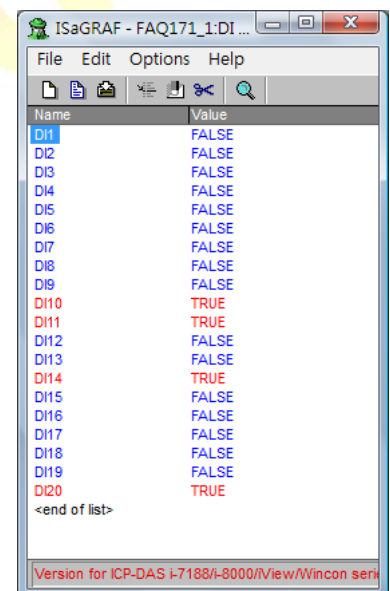 ISaGRAF - FAQ171_1:DI ...
File Edit Options Help
Name Value
DI1 FALSE
DI2 FALSE
DI3 FALSE
DI4 FALSE
DI5 FALSE
DI6 FALSE
DI7 FALSE
DI8 FALSE
DI9 FALSE
DI10 TRUE
DI11 TRUE
DI12 FALSE
DI13 FALSE
DI14 TRUE
DI15 FALSE
DI16 FALSE
DI17 FALSE
DI18 FALSE
DI19 FALSE
DI20 TRUE
<end of list>
Version for ICP-DAS i-7188/i-8000/iView/Wincon serie